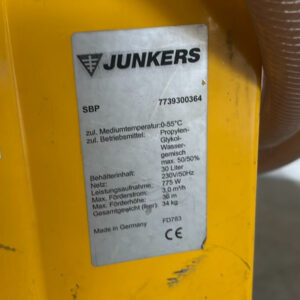 JUNKERS
SBP 7739300364
zul. Mediumtemperatur: 0-55°C
zul. Betriebmittel: Propylen-
Glykol-
Wasser-
gemisch
max. 50/50%
Behälterinhalt: 30 Liter
Netz: 230V/50Hz
Leistungsaufnahme: 775 W
Max. Förderstrom: 3,0 m³/h
Max. Förderhöhe: 36 m
Gesamtgewicht (leer): 34 kg
Made in Germany FD783
CE